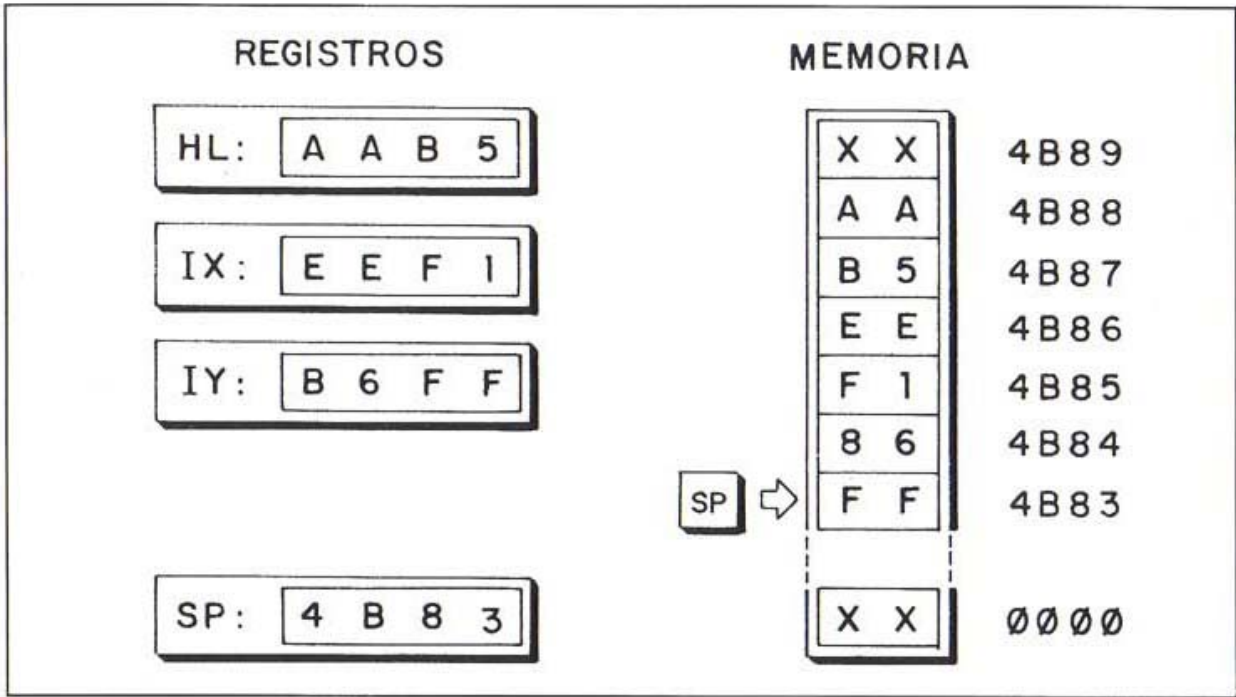 REGISTROS
MEMORIA
HL: A A B 5
IX: E E F 1
IY: B 6 F F
SP: 4 B 8 3
X X 4B89
A A 4B88
B 5 4B87
E E 4B86
F 1 4B85
8 6 4B84
SP F F 4B83
X X 0000